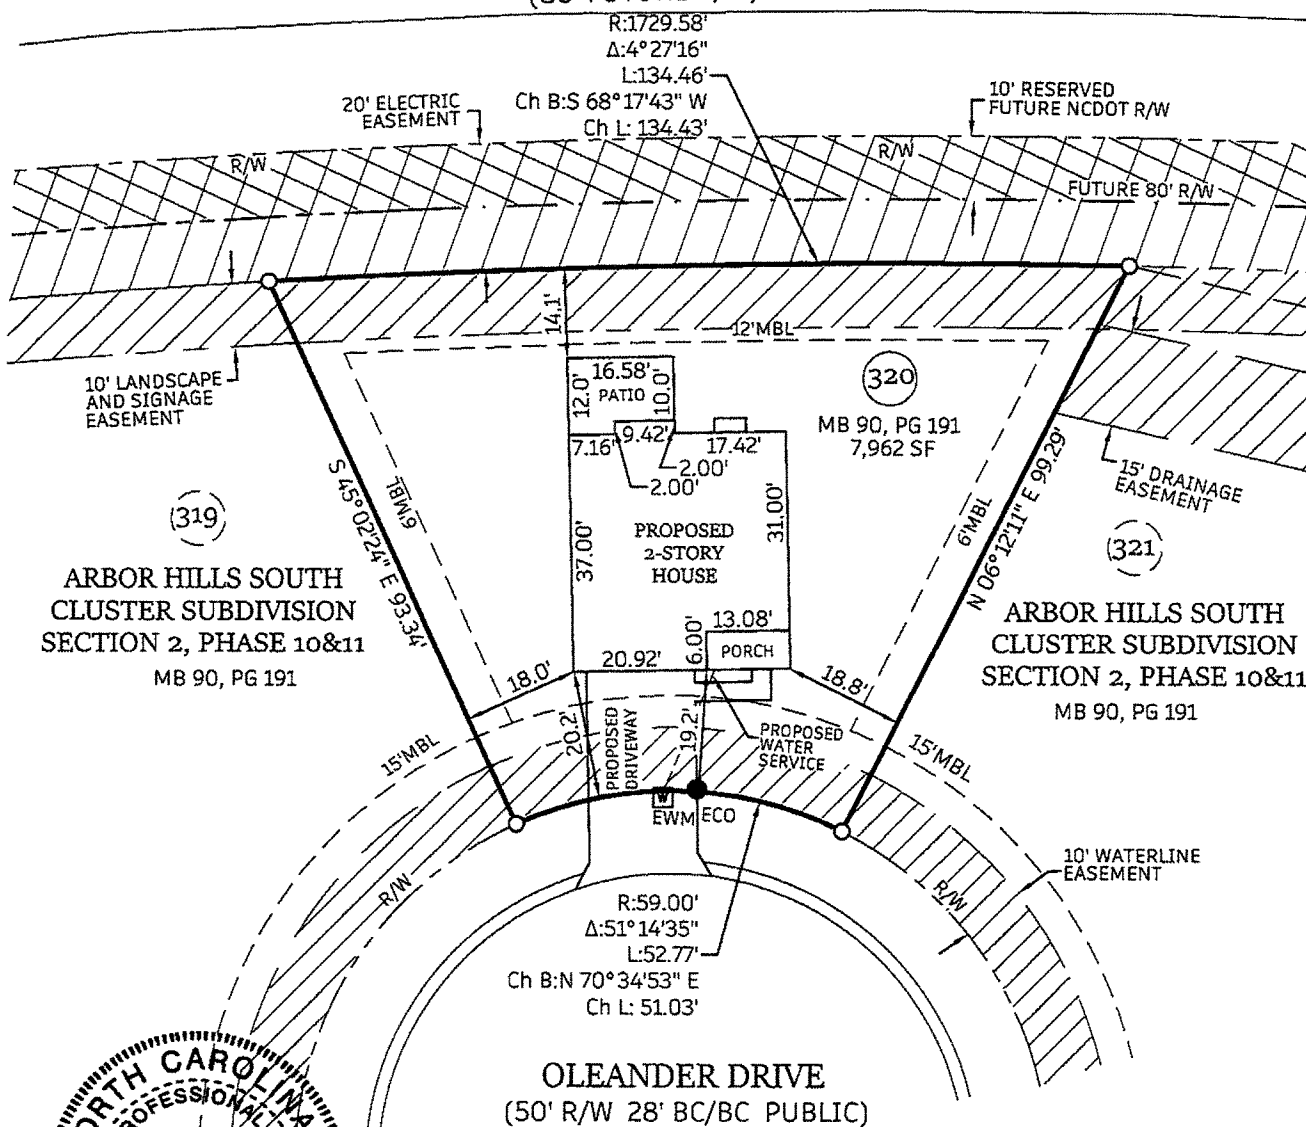 R:1729.58'
Δ:4°27'16"
L:134.46'
Ch B:S 68°17'43" W
Ch L: 134.43'
20' ELECTRIC
EASEMENT
10' RESERVED
FUTURE NCDOT R/W
R/W
R/W
FUTURE 80' R/W
14.1'
12'MBL
10' LANDSCAPE
AND SIGNAGE
EASEMENT
16.58'
PATIO
12.0'
10.0'
320
MB 90, PG 191
7,962 SF
7.16'
9.42'
17.42'
2.00'
2.00'
15' DRAINAGE
EASEMENT
S 45°02'24" E 93.34'
6'MBL
N 06°12'11" E 99.29'
6'MBL
319
ARBOR HILLS SOUTH
CLUSTER SUBDIVISION
SECTION 2, PHASE 10&11
MB 90, PG 191
37.00'
PROPOSED
2-STORY
HOUSE
31.00'
321
ARBOR HILLS SOUTH
CLUSTER SUBDIVISION
SECTION 2, PHASE 10&11
MB 90, PG 191
13.08'
6.00'
PORCH
20.92'
18.0'
18.8'
20.2'
PROPOSED
DRIVEWAY
19.2'
PROPOSED
WATER
SERVICE
15'MBL
15'MBL
W
EWM
ECO
10' WATERLINE
EASEMENT
R/W
R/W
R:59.00'
Δ:51°14'35"
L:52.77'
Ch B:N 70°34'53" E
Ch L: 51.03'
OLEANDER DRIVE
(50' R/W 28' BC/BC PUBLIC)
ORTH CAROLINA
ROFESSIONAL